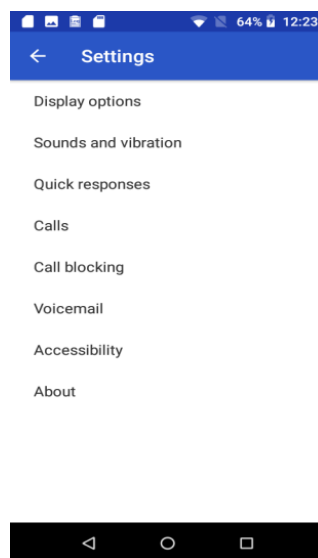 64% 12:23
Settings
Display options
Sounds and vibration
Quick responses
Calls
Call blocking
Voicemail
Accessibility
About